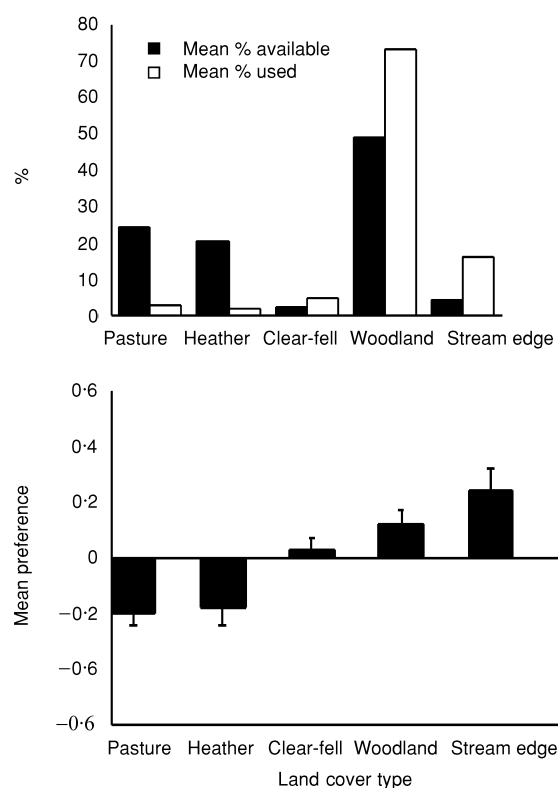 80
70
60
50
40
30
20
10
0
%
Mean % available
Mean % used
Pasture Heather Clear-fell Woodland Stream edge
0·6
0·4
0·2
0
−0·2
−0·6
−0·6
Mean preference
Pasture Heather Clear-fell Woodland Stream edge
Land cover type